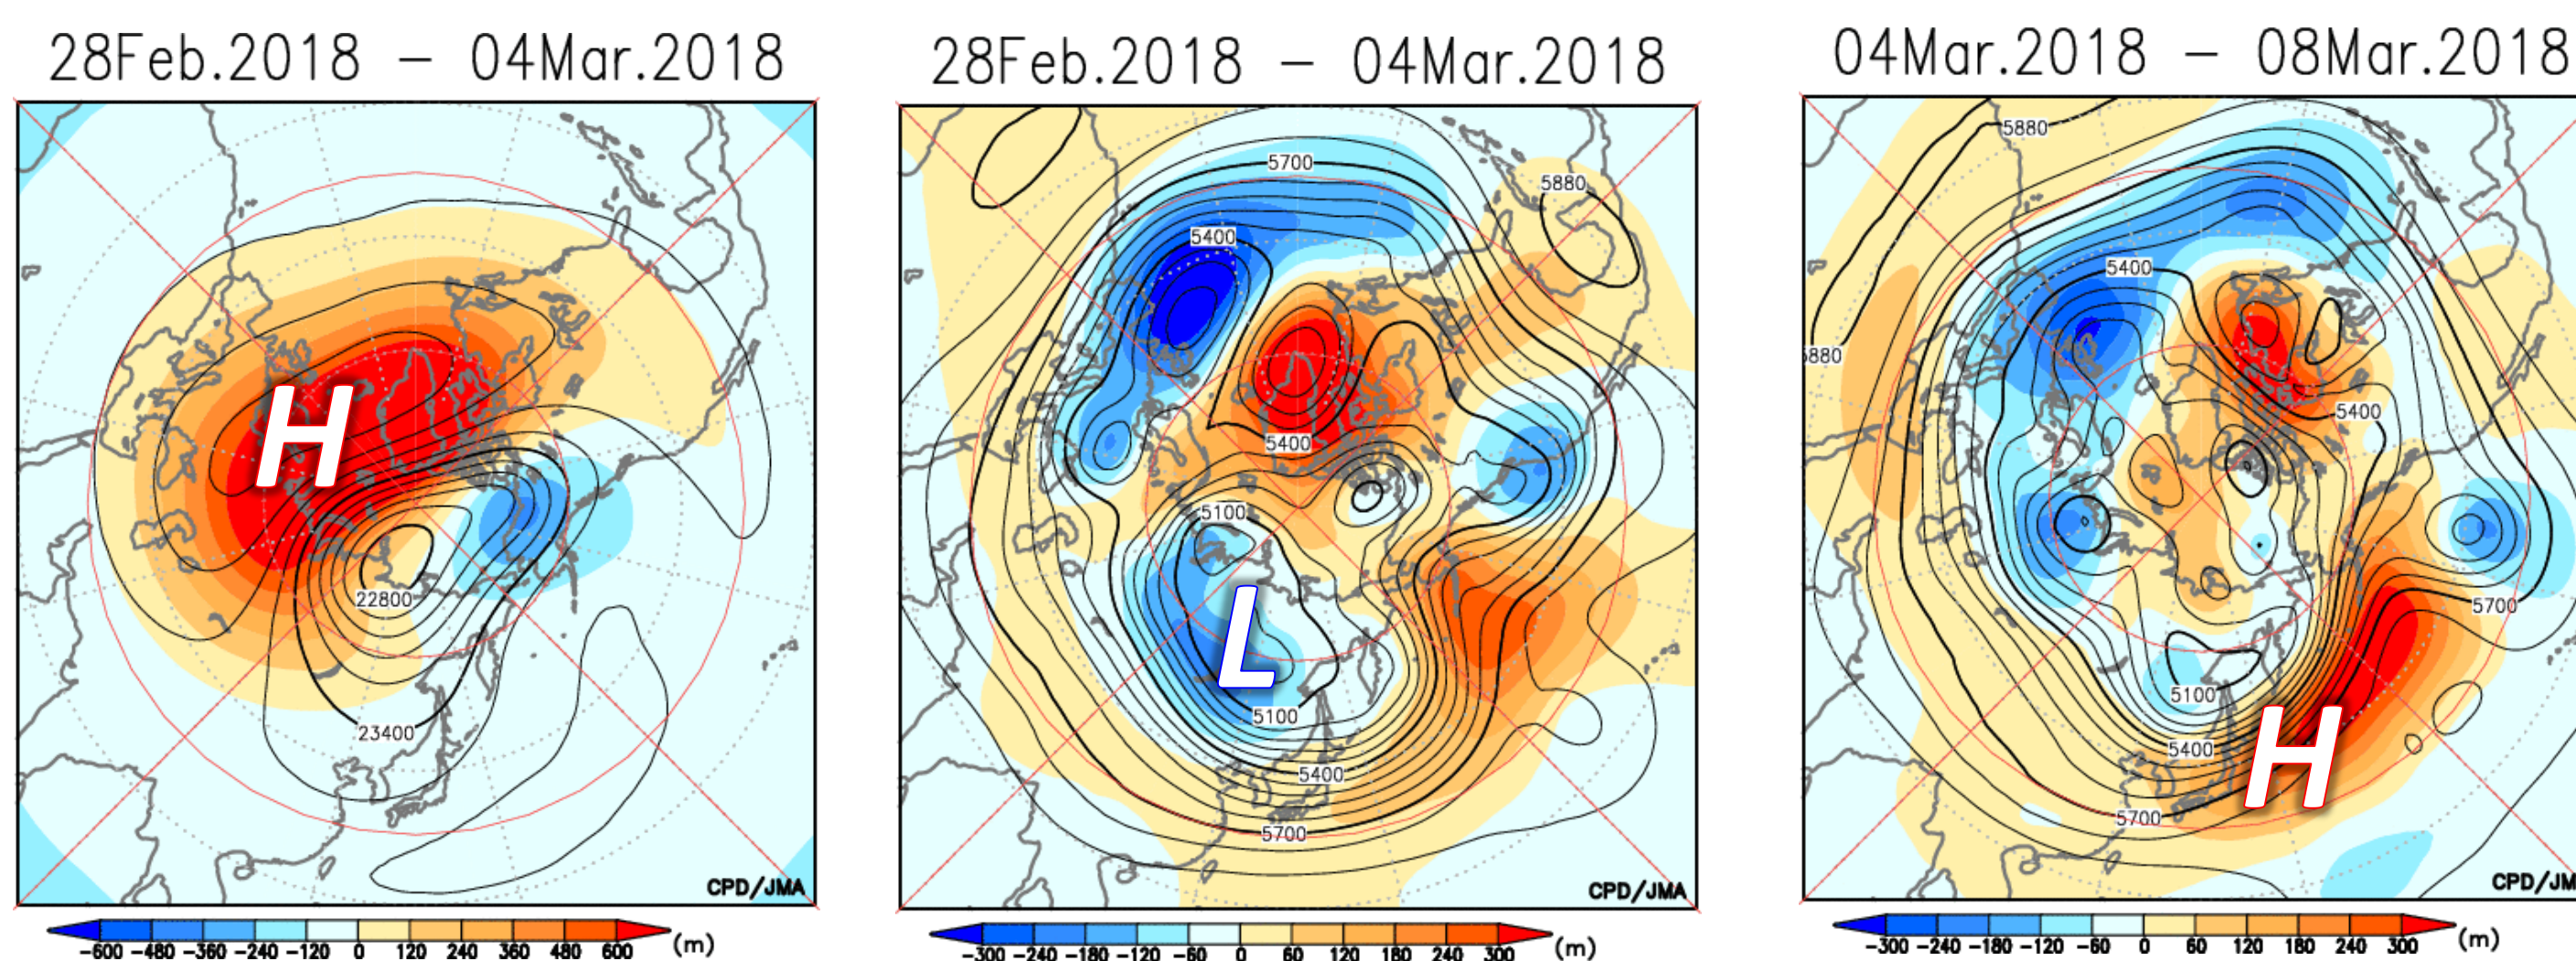 28Feb.2018 – 04Mar.2018
H
22800
23400
CPD/JMA
-600 -480 -360 -240 -120 0 120 240 360 480 600 (m)
28Feb.2018 – 04Mar.2018
5700
5880
5400
5400
5100
L
5100
5400
5700
CPD/JMA
-300 -240 -180 -120 -60 0 60 120 180 240 300 (m)
04Mar.2018 – 08Mar.2018
5880
5400
5880
5400
5700
5100
H
5400
5700
CPD/JM
-300 -240 -180 -120 -60 0 60 120 180 240 300 (m)